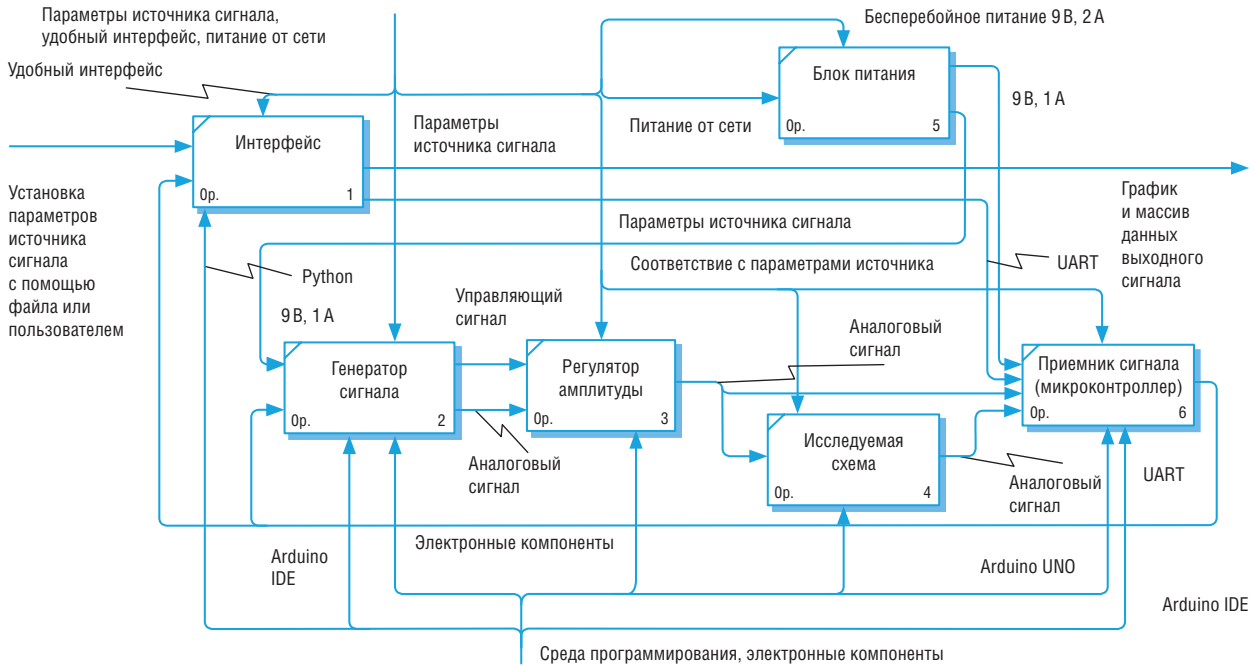 Параметры источника сигнала,
удобный интерфейс, питание от сети
Бесперебойное питание 9 В, 2 А
Удобный интерфейс
Блок питания
0р.
5
9 В, 1 А
Питание от сети
Параметры
источника сигнала
Интерфейс
0р.
1
Установка
параметров
источника
сигнала
с помощью
файла или
пользователем
График
и массив
данных
выходного
сигнала
Параметры источника сигнала
Соответствие с параметрами источника
UART
Python
9 В, 1 А
Управляющий
сигнал
Аналоговый
сигнал
Генератор
сигнала
0р.
2
Регулятор
амплитуды
0р.
3
Приемник сигнала
(микроконтроллер)
0р.
6
Исследуемая
схема
0р.
4
Аналоговый
сигнал
Аналоговый
сигнал
UART
Электронные компоненты
Arduino
IDE
Arduino UNO
Arduino IDE
Среда программирования, электронные компоненты